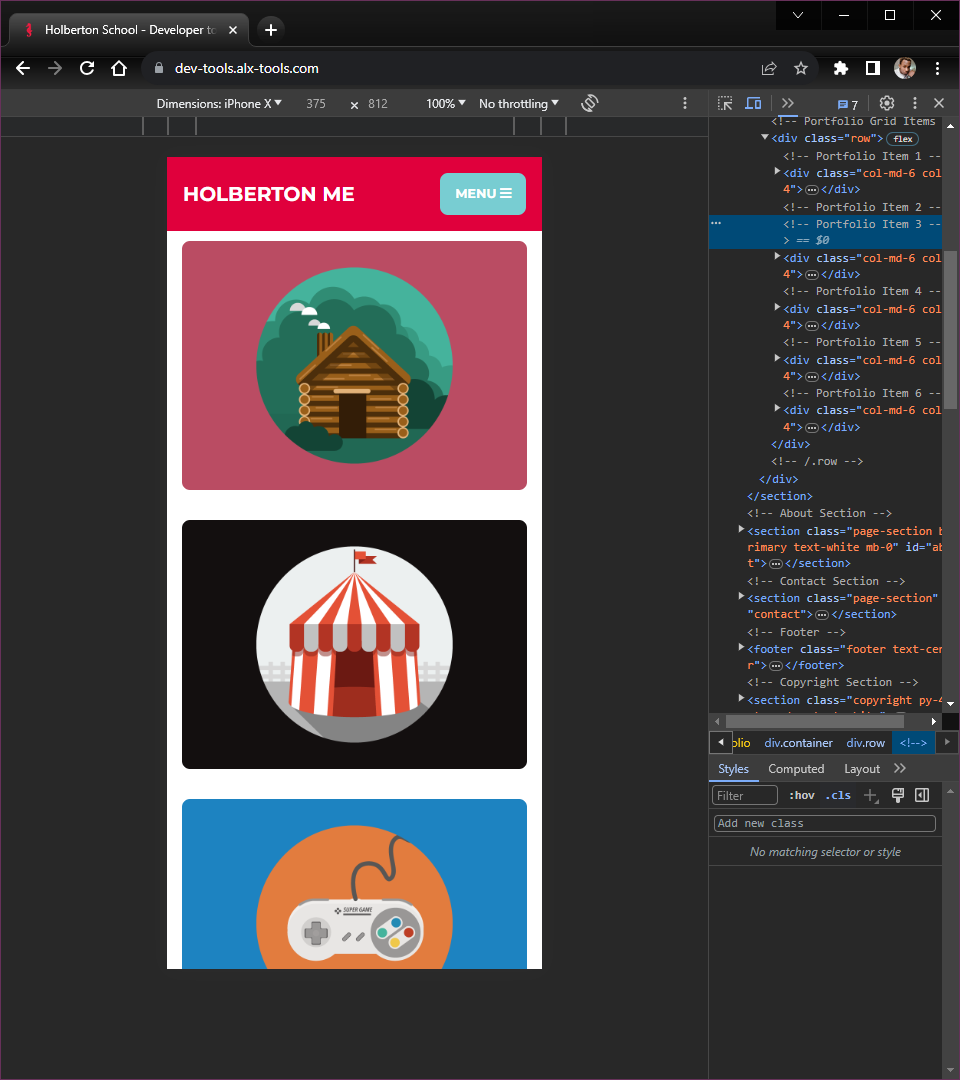 Holberton School - Developer to
dev-tools.alx-tools.com
Dimensions: iPhone X 375 × 812 100% No throttling
7
HOLBERTON ME
MENU
SUPER GAME
<!-- Portfolio Grid Items
<div class="row"> flex
<!-- Portfolio Item 1 --
<div class="col-md-6 col
4">…</div>
<!-- Portfolio Item 2 --
<!-- Portfolio Item 3 --
> == $0
<div class="col-md-6 col
4">…</div>
<!-- Portfolio Item 4 --
<div class="col-md-6 col
4">…</div>
<!-- Portfolio Item 5 --
<div class="col-md-6 col
4">…</div>
<!-- Portfolio Item 6 --
<div class="col-md-6 col
4">…</div>
</div>
<!-- /.row -->
</div>
</section>
<!-- About Section -->
<section class="page-section b
rimary text-white mb-0" id="ab
t">…</section>
<!-- Contact Section -->
<section class="page-section"
"contact">…</section>
<!-- Footer -->
<footer class="footer text-cen
r">…</footer>
<!-- Copyright Section -->
<section class="copyright py-4
olio div.container div.row <!-->
Styles Computed Layout
Filter :hov .cls
Add new class
No matching selector or style